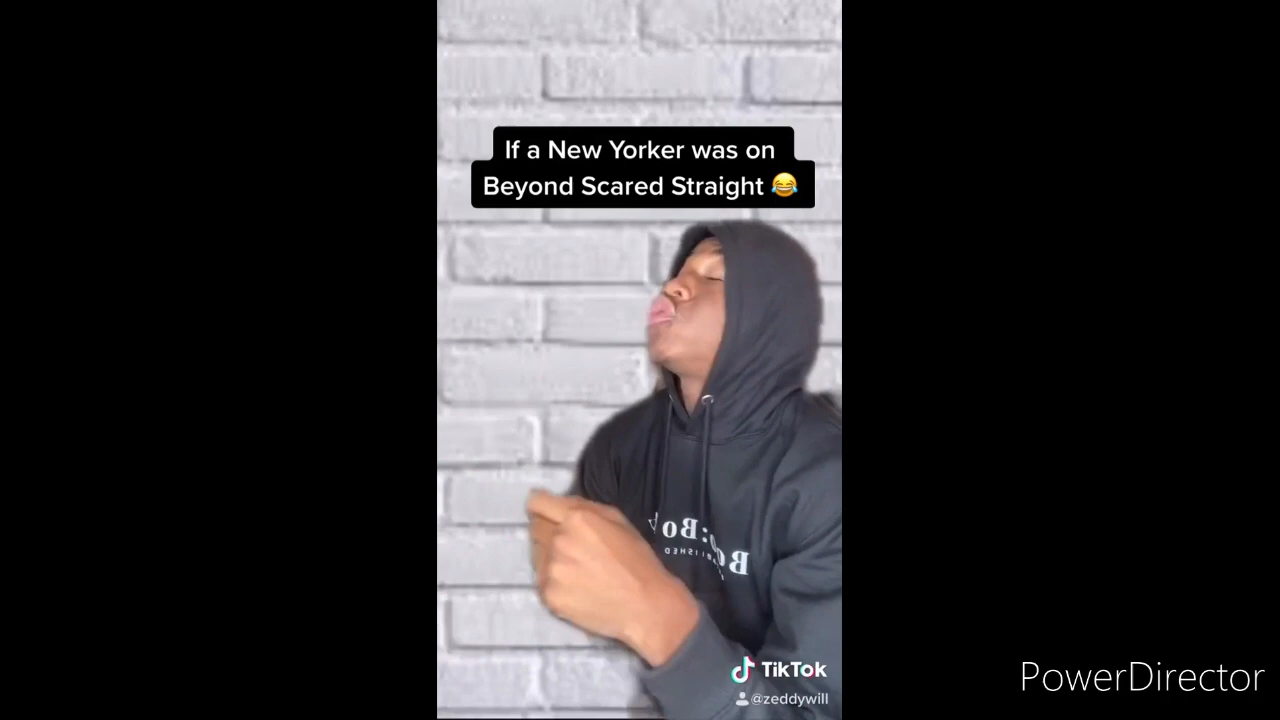 If a New Yorker was on
Beyond Scared Straight 😂
TikTok
@zeddywill
PowerDirector